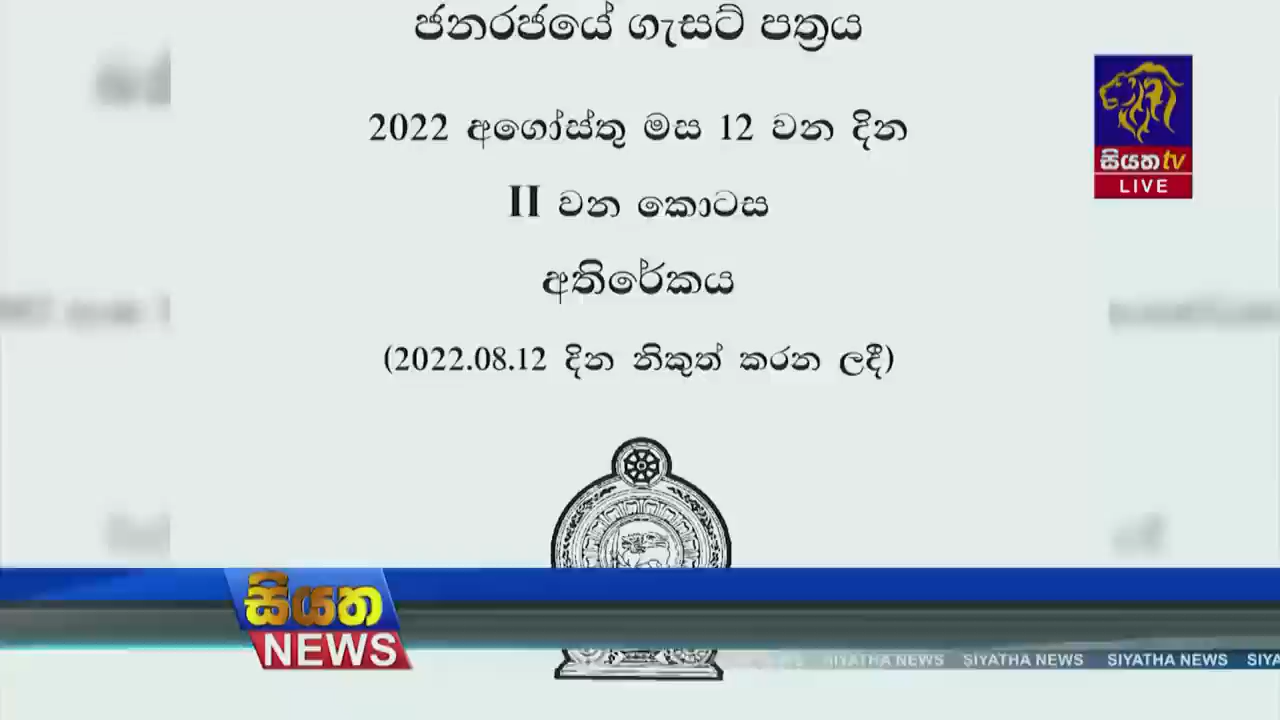 ජනරජයේ ගැසට් පත්‍රය
2022 අගෝස්තු මස 12 වන දින
II වන කොටස
අතිරේකය
(2022.08.12 දින නිකුත් කරන ලදී)
සියත tv
LIVE
සියත
NEWS
SIYATHA NEWS SIYATHA NEWS SIYATHA NEWS SIYA